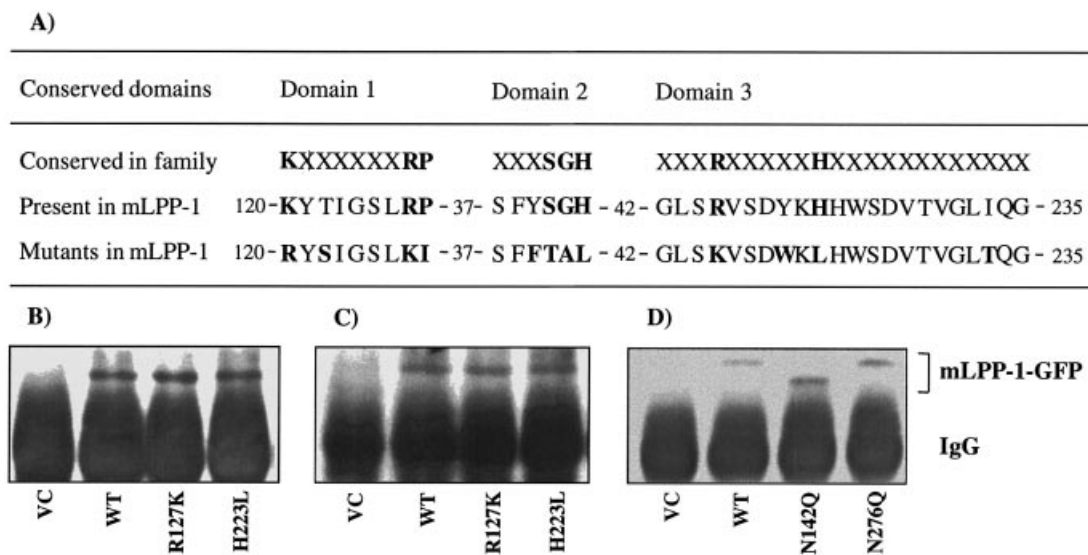 A)
Conserved domains Domain 1 Domain 2 Domain 3
Conserved in family KXXXXXXRP XXXSGH XXXRXXXXXHXXXXXXXXXXXX
Present in mLPP-1 120-KYTIGSLRP -37- SFYSGH -42- GLSRVSDYKHHWSDVTVGLIQG - 235
Mutants in mLPP-1 120-RYSIGSLKI -37- SFFTAL -42- GLSKVSDWKLHWSDVTVGLTQG - 235
B) C) D)
mLPP-1-GFP
IgG
VC WT R127K H223L VC WT R127K H223L VC WT N142Q N276Q